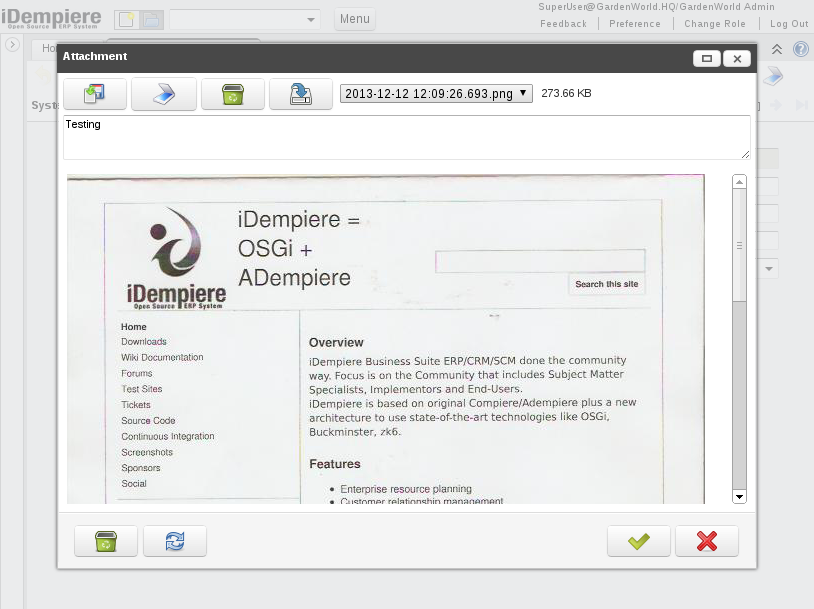 iDempiere
Open Source ERP System
Menu
SuperUser@GardenWorld.HQ/GardenWorld Admin
Feedback
Preference
Change Role
Log Out
Attachment
2013-12-12 12:09:26.693.png
273.66 KB
Testing
iDempiere =
OSGi +
ADempiere
iDempiere
Open Source ERP System
Search this site
Home
Downloads
Wiki Documentation
Forums
Test Sites
Tickets
Source Code
Continuous Integration
Screenshots
Sponsors
Social
Overview
iDempiere Business Suite ERP/CRM/SCM done the community
way. Focus is on the Community that includes Subject Matter
Specialists, Implementors and End-Users.
iDempiere is based on original Compiere/Adempiere plus a new
architecture to use state-of-the-art technologies like OSGi,
Buckminster, zk6.
Features
• Enterprise resource planning
• Customer relationship management